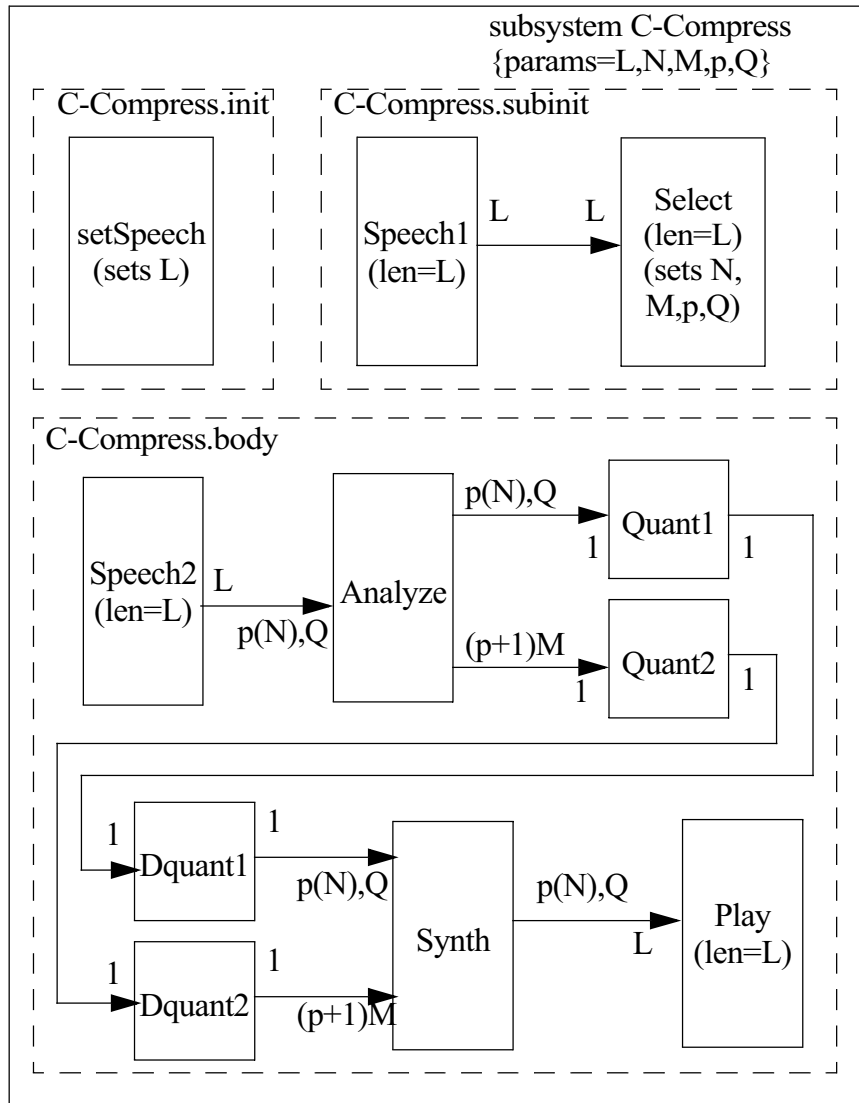 subsystem C-Compress
{params=L,N,M,p,Q}
C-Compress.init
setSpeech
(sets L)
C-Compress.subinit
Speech1
(len=L)
L
L
Select
(len=L)
(sets N,
M,p,Q)
C-Compress.body
Speech2
(len=L)
L
p(N),Q
Analyze
p(N),Q
1
Quant1
1
(p+1)M
1
Quant2
1
1
Dquant1
1
p(N),Q
1
Dquant2
1
(p+1)M
Synth
p(N),Q
L
Play
(len=L)